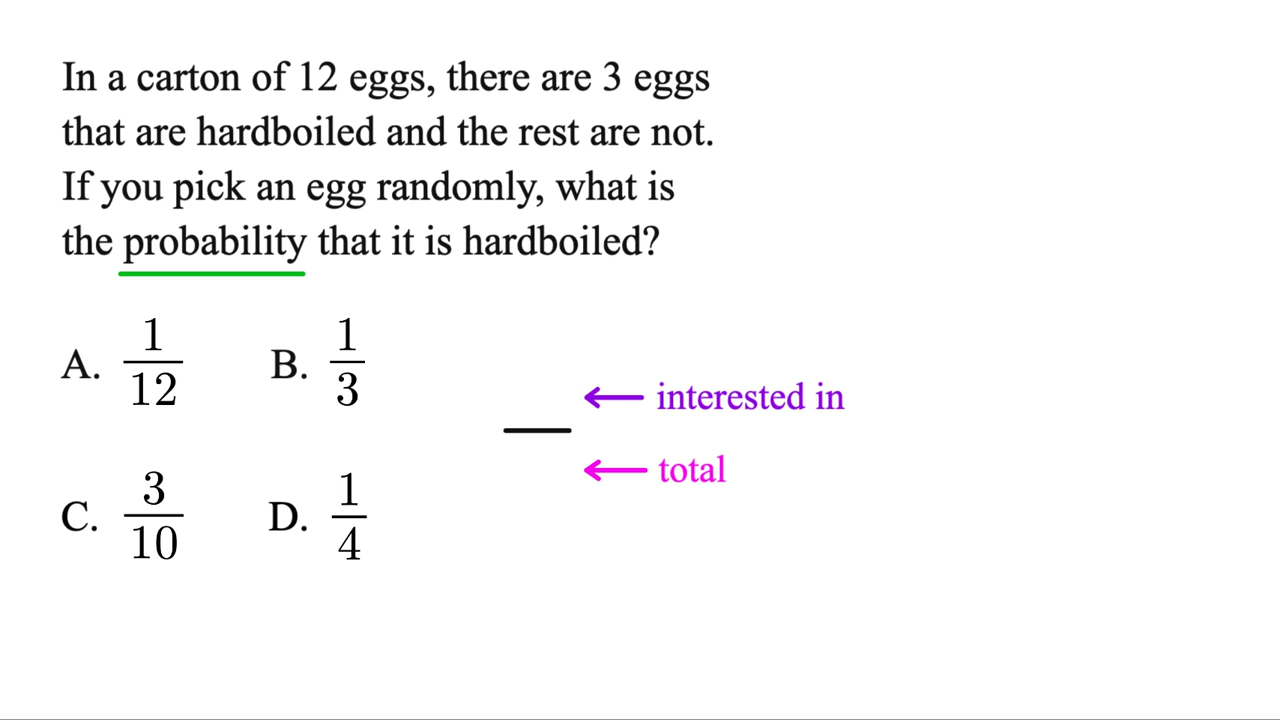 In a carton of 12 eggs, there are 3 eggs
that are hardboiled and the rest are not.
If you pick an egg randomly, what is
the probability that it is hardboiled?
A. 1/12 B. 1/3
← interested in
← total
C. 3/10 D. 1/4